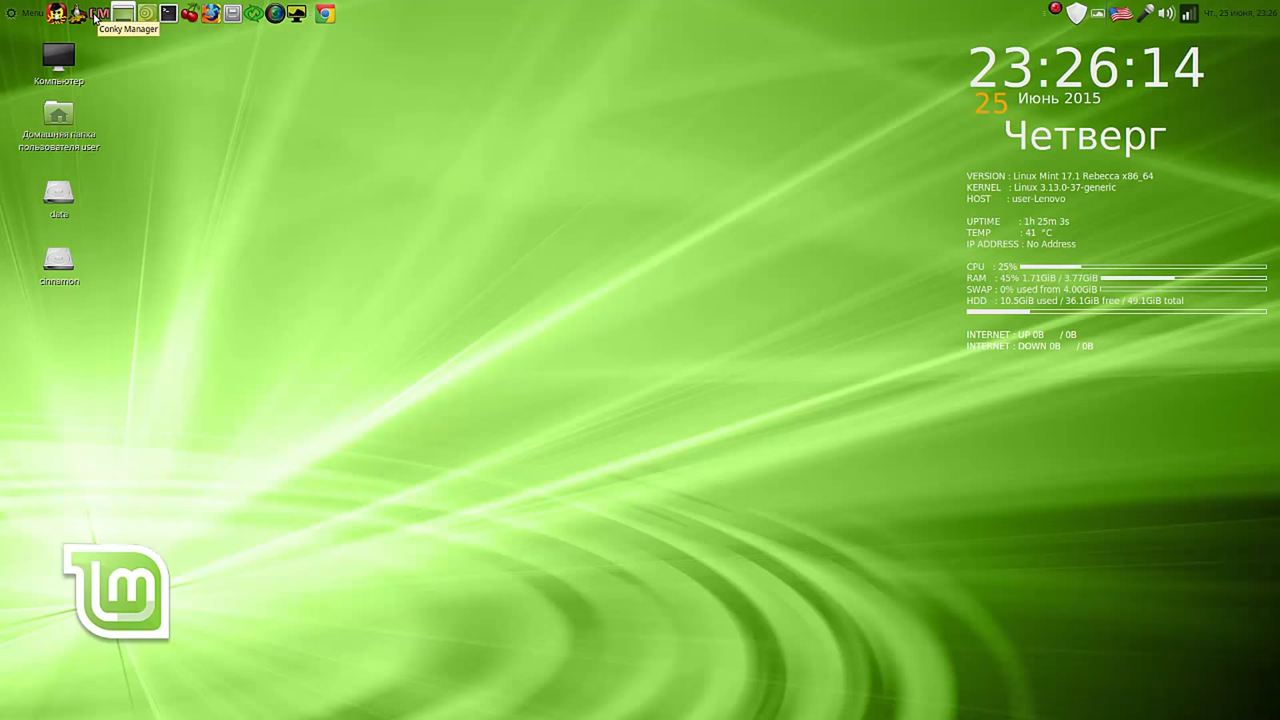 Menu
Чт, 25 июня, 23:26
Conky Manager
Компьютер
Домашняя папка
пользователя user
data
cinnamon
23:26:14
25 Июнь 2015
Четверг
VERSION : Linux Mint 17.1 Rebecca x86_64
KERNEL : Linux 3.13.0-37-generic
HOST : user-Lenovo
UPTIME : 1h 25m 3s
TEMP : 41 °C
IP ADDRESS : No Address
CPU : 25%
RAM : 45% 1.71GiB / 3.77GiB
SWAP : 0% used from 4.00GiB
HDD : 10.5GiB used / 36.1GiB free / 49.1GiB total
INTERNET : UP 0B / 0B
INTERNET : DOWN 0B / 0B
lm